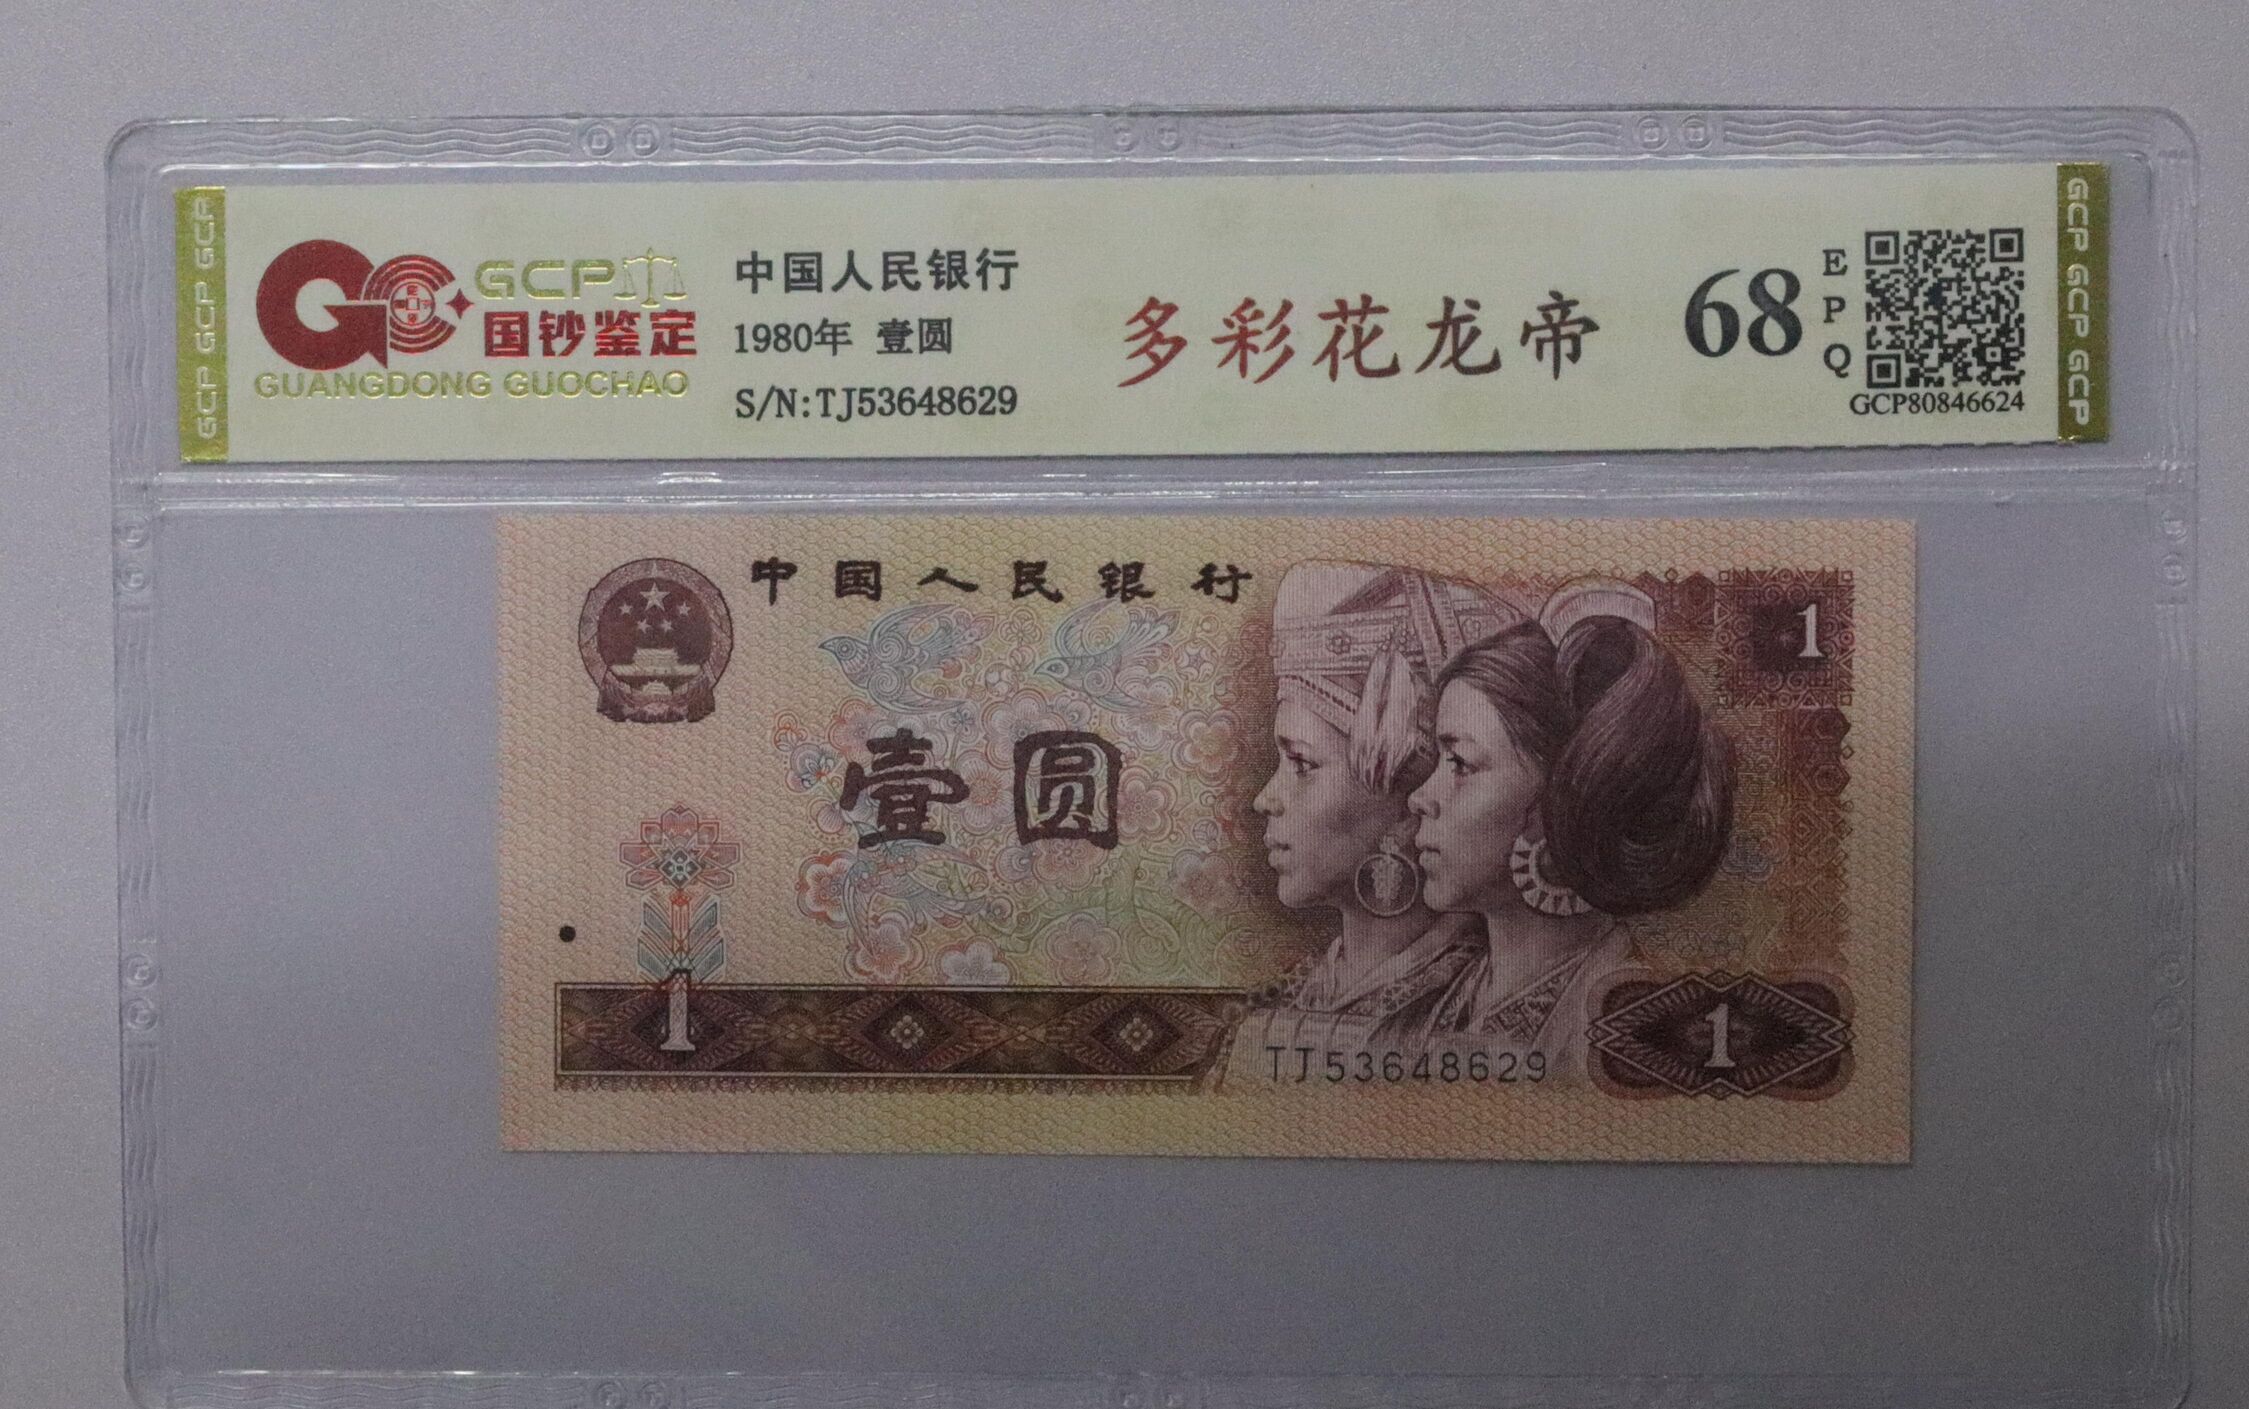 GCP GCP GCP
GCP
国钞鉴定
GUANGDONG GUOCHAO
中国人民银行
1980年 壹圆
S/N:TJ53648629
多彩花龙帝
68
EPQ
GCP80846624
GCP GCP GCP
中国人民银行
1
壹圆
1
TJ53648629
1